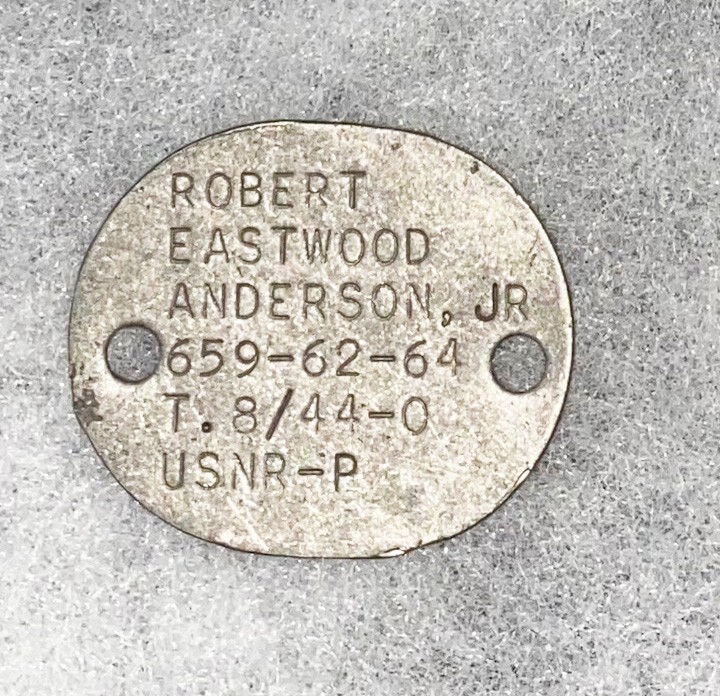 ROBERT
EASTWOOD
ANDERSON, JR
659-62-64
T. 8/44-O
USNR-P